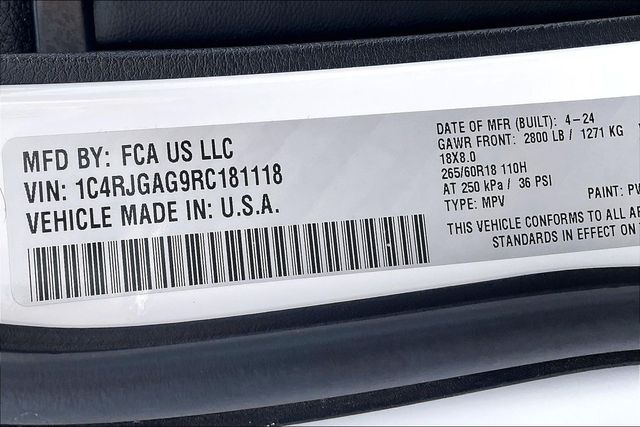 MFD BY: FCA US LLC
VIN: 1C4RJGAG9RC181118
VEHICLE MADE IN: U.S.A.
DATE OF MFR (BUILT): 4-24
GAWR FRONT: 2800 LB / 1271 KG
18X8.0
265/60R18 110H
AT 250 kPa / 36 PSI
TYPE: MPV
PAINT: PV
THIS VEHICLE CONFORMS TO ALL AP
STANDARDS IN EFFECT ON